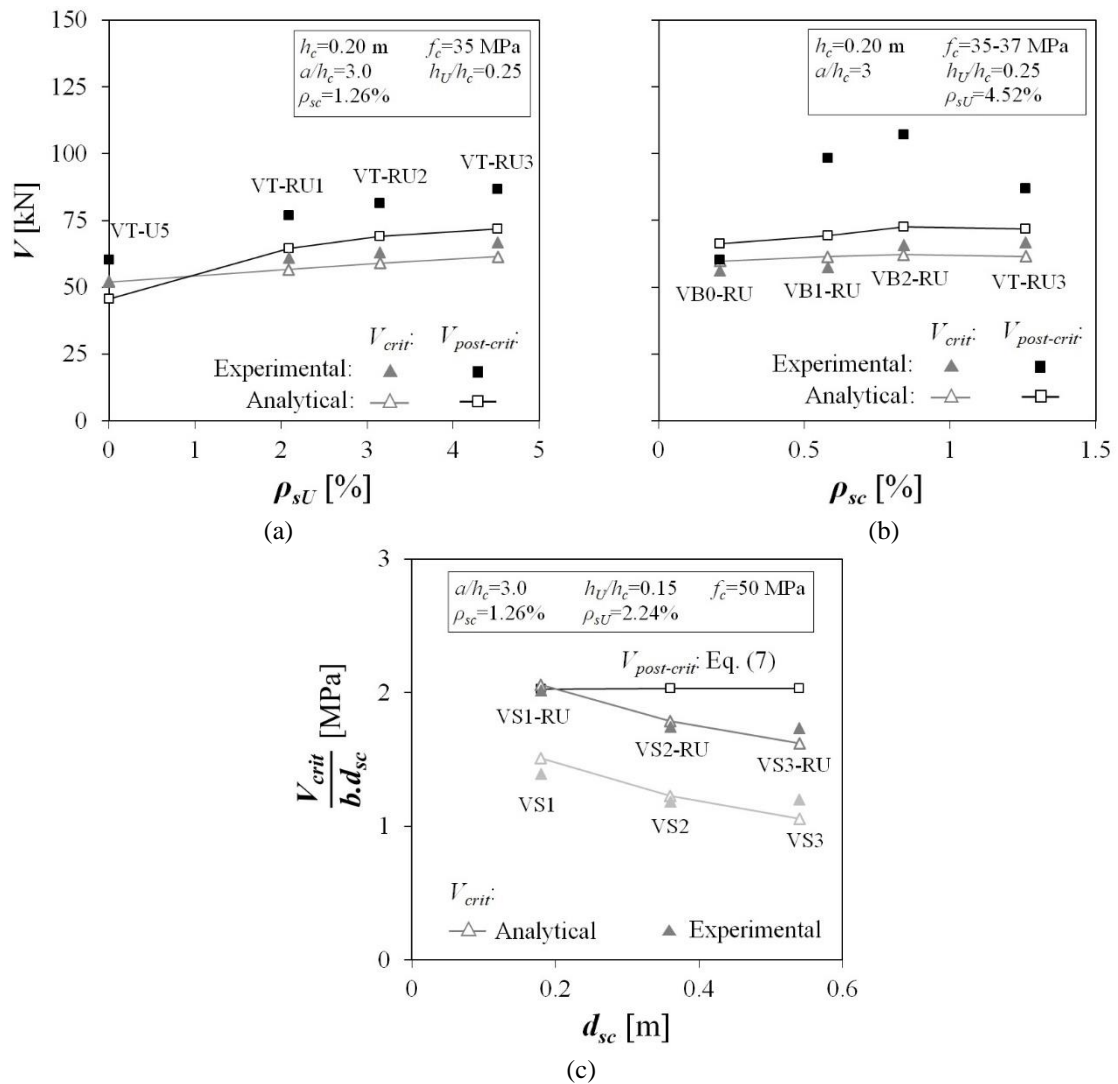 150
125
100
75
50
25
0
V [kN]
h_c=0.20 m f_c=35 MPa
a/h_c=3.0 h_U/h_c=0.25
ρ_sc=1.26%
VT-U5
VT-RU1
VT-RU2
VT-RU3
V_crit: V_post-crit:
Experimental:
Analytical:
0 1 2 3 4 5
ρ_sU [%]
(a)
h_c=0.20 m f_c=35-37 MPa
a/h_c=3 h_U/h_c=0.25
ρ_sU=4.52%
VB0-RU
VB1-RU
VB2-RU
VT-RU3
V_crit: V_post-crit:
Experimental:
Analytical:
0 0.5 1 1.5
ρ_sc [%]
(b)
3
2
1
0
V_crit
b.d_sc
[MPa]
a/h_c=3.0 h_U/h_c=0.15 f_c=50 MPa
ρ_sc=1.26% ρ_sU=2.24%
V_post-crit: Eq. (7)
VS1-RU
VS2-RU
VS3-RU
VS1
VS2
VS3
V_crit:
Analytical Experimental
0 0.2 0.4 0.6
d_sc [m]
(c)